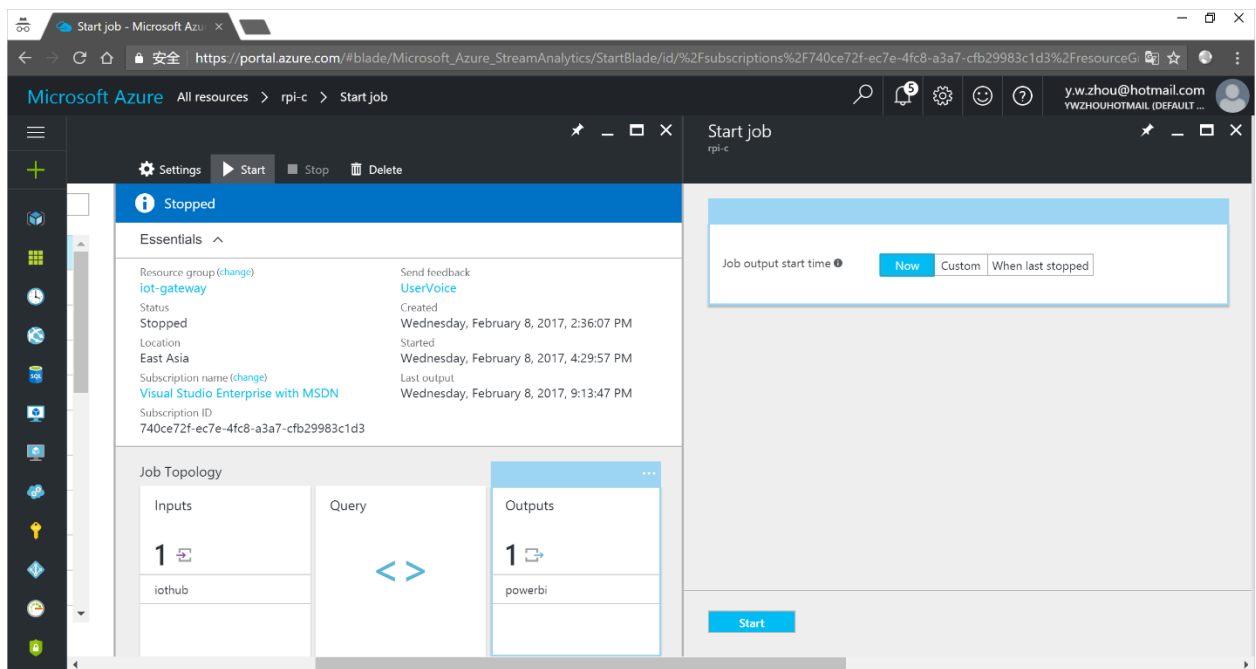 Start job - Microsoft Azu
安全 https://portal.azure.com/#blade/Microsoft_Azure_StreamAnalytics/StartBlade/id/%2Fsubscriptions%2F740ce72f-ec7e-4fc8-a3a7-cfb29983c1d3%2FresourceG
Microsoft Azure All resources > rpi-c > Start job
5
y.w.zhou@hotmail.com
YWZHOUHOTMAIL (DEFAULT ...
Settings Start Stop Delete
Stopped
Essentials
Resource group (change)
iot-gateway
Status
Stopped
Location
East Asia
Subscription name (change)
Visual Studio Enterprise with MSDN
Subscription ID
740ce72f-ec7e-4fc8-a3a7-cfb29983c1d3
Send feedback
UserVoice
Created
Wednesday, February 8, 2017, 2:36:07 PM
Started
Wednesday, February 8, 2017, 4:29:57 PM
Last output
Wednesday, February 8, 2017, 9:13:47 PM
Job Topology
Inputs
1
iothub
Query
< >
Outputs
1
powerbi
Start job
rpi-c
Job output start time
Now Custom When last stopped
Start